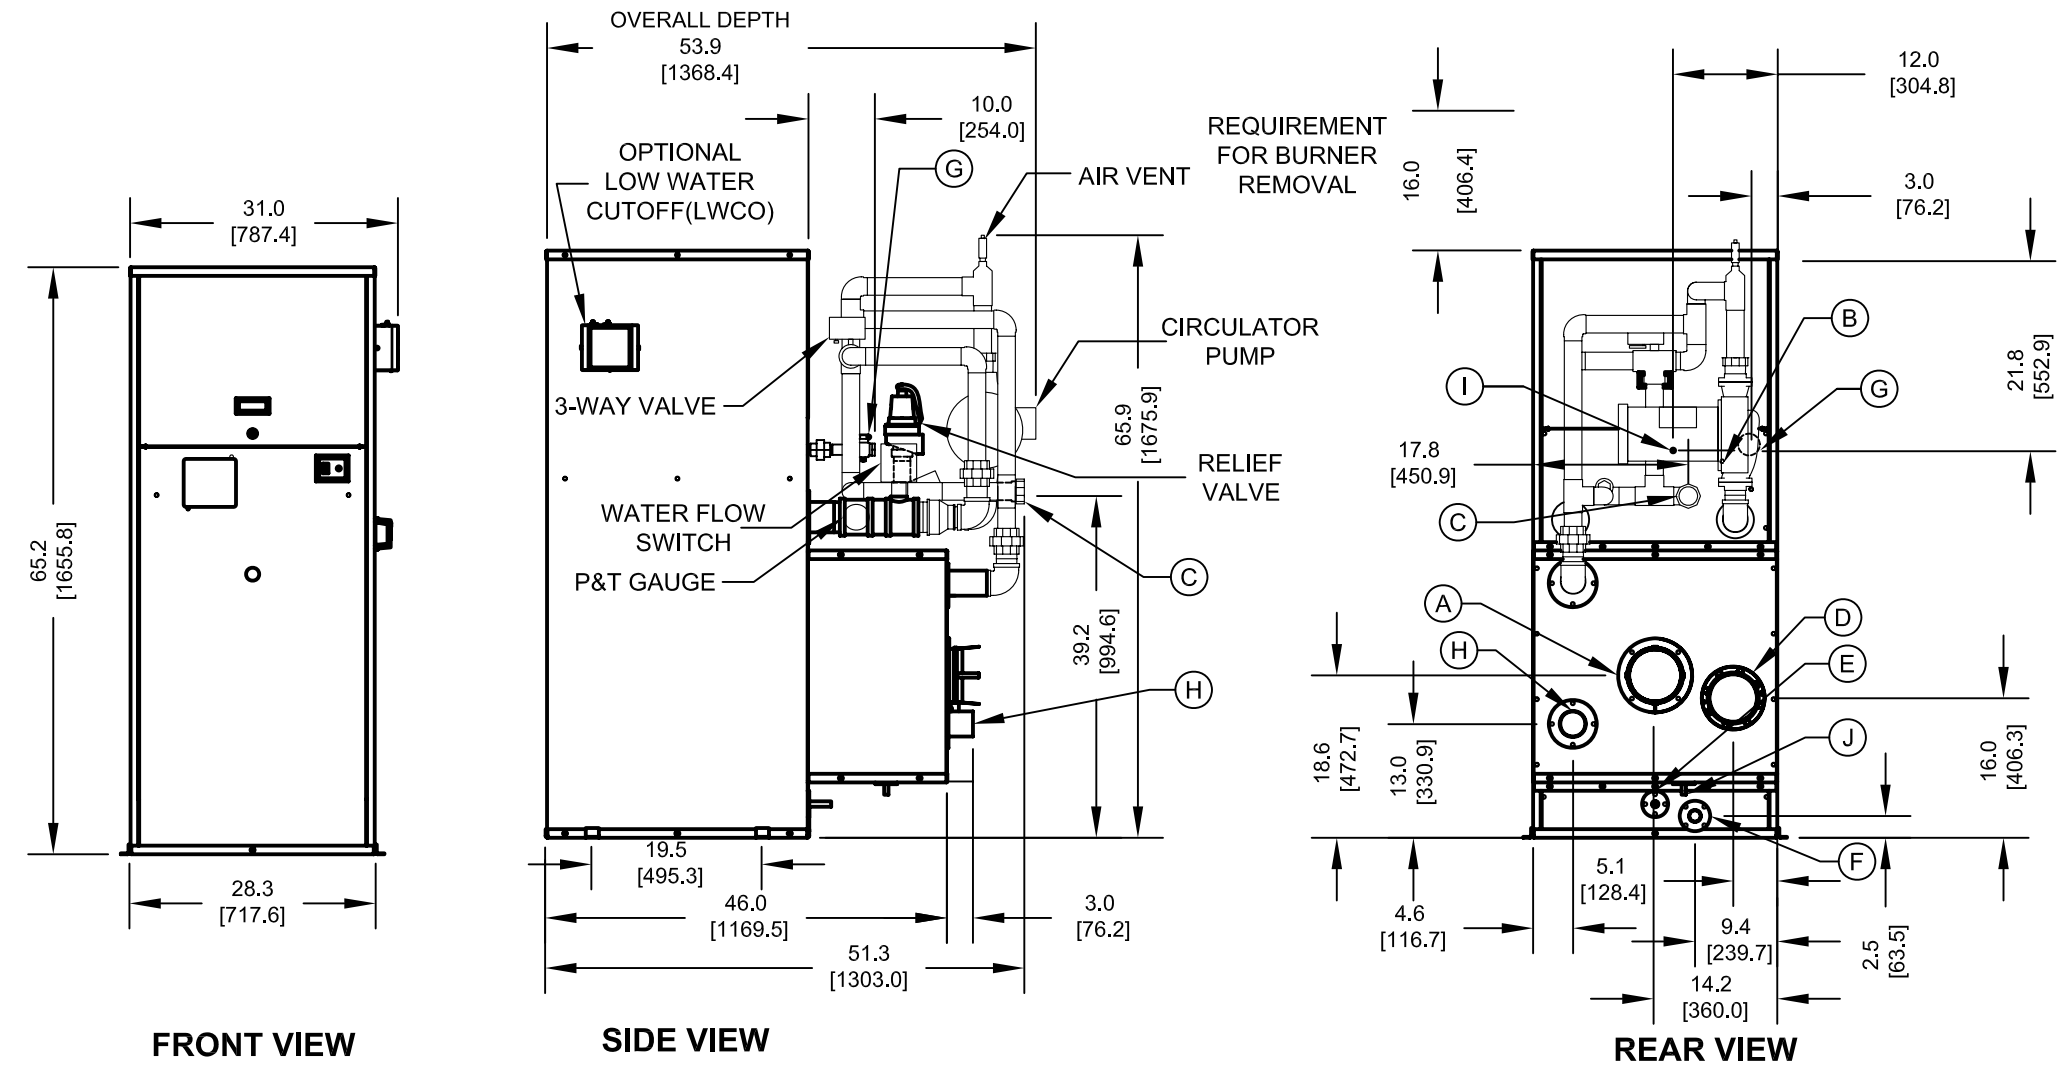 31.0
[787.4]
65.2
[1655.8]
28.3
[717.6]
FRONT VIEW
OVERALL DEPTH
53.9
[1368.4]
10.0
[254.0]
OPTIONAL
LOW WATER
CUTOFF(LWCO)
G
AIR VENT
CIRCULATOR
PUMP
3-WAY VALVE
65.9
[1675.9]
RELIEF
VALVE
WATER FLOW
SWITCH
P&T GAUGE
C
39.2
[994.6]
H
19.5
[495.3]
46.0
[1169.5]
3.0
[76.2]
51.3
[1303.0]
SIDE VIEW
REQUIREMENT
FOR BURNER
REMOVAL
16.0
[406.4]
12.0
[304.8]
3.0
[76.2]
B
21.8
[552.9]
I
G
17.8
[450.9]
C
A
D
H
E
J
18.6
[472.7]
13.0
[330.9]
16.0
[406.3]
F
5.1
[128.4]
4.6
[116.7]
9.4
[239.7]
2.5
[63.5]
14.2
[360.0]
REAR VIEW